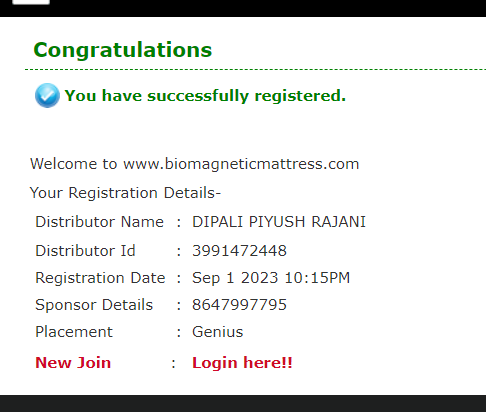 Congratulations
You have successfully registered.
Welcome to www.biomagneticmattress.com
Your Registration Details-
Distributor Name : DIPALI PIYUSH RAJANI
Distributor Id : 3991472448
Registration Date : Sep 1 2023 10:15PM
Sponsor Details : 8647997795
Placement : Genius
New Join : Login here!!